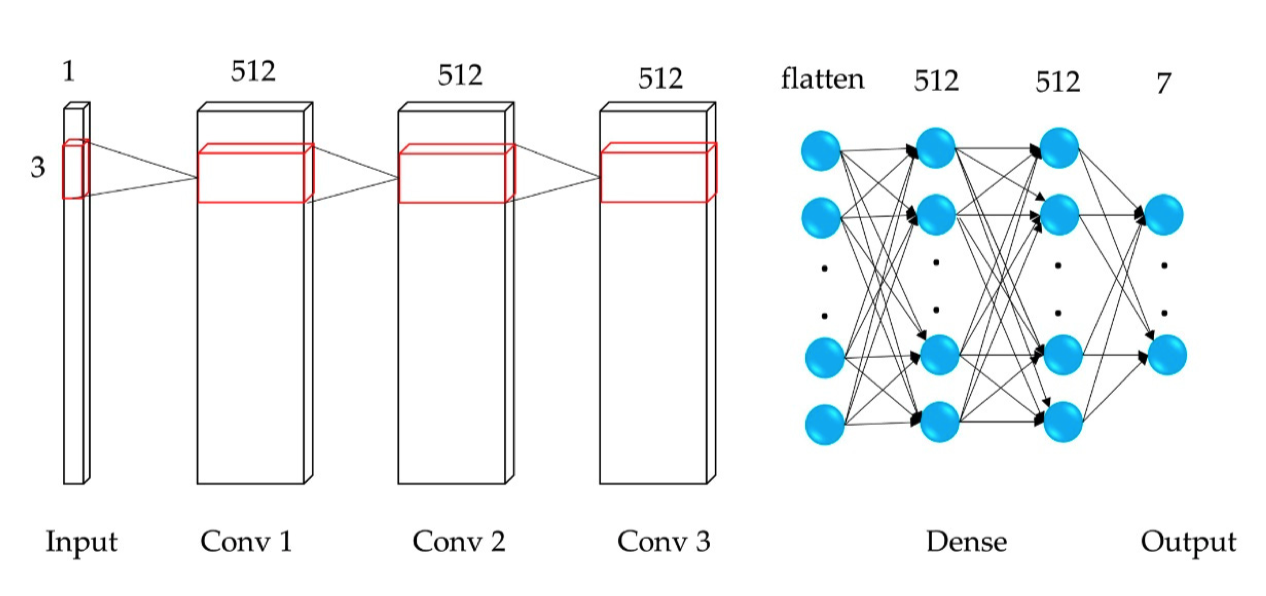 1 512 512 512 flatten 512 512 7
3
Input Conv 1 Conv 2 Conv 3 Dense Output